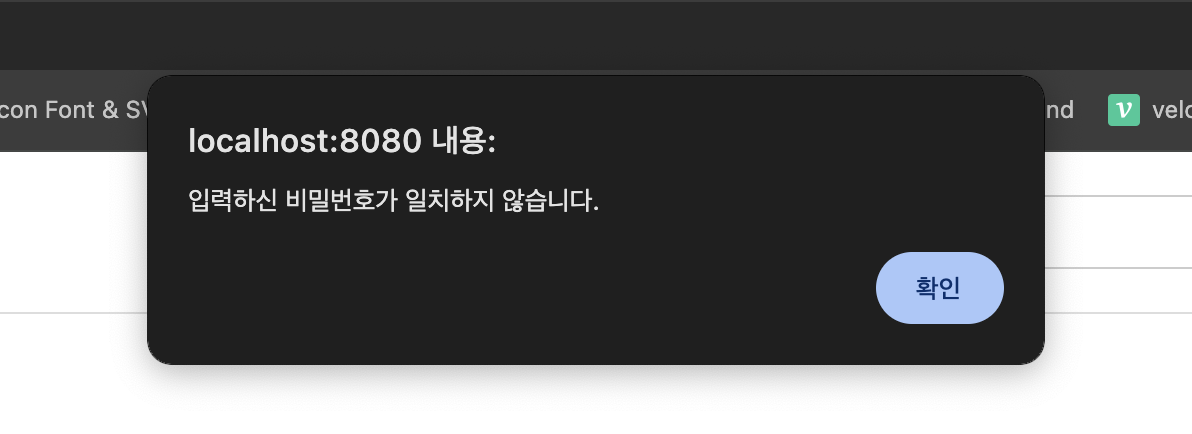 con Font & SV
nd
velo
localhost:8080 내용:
입력하신 비밀번호가 일치하지 않습니다.
확인